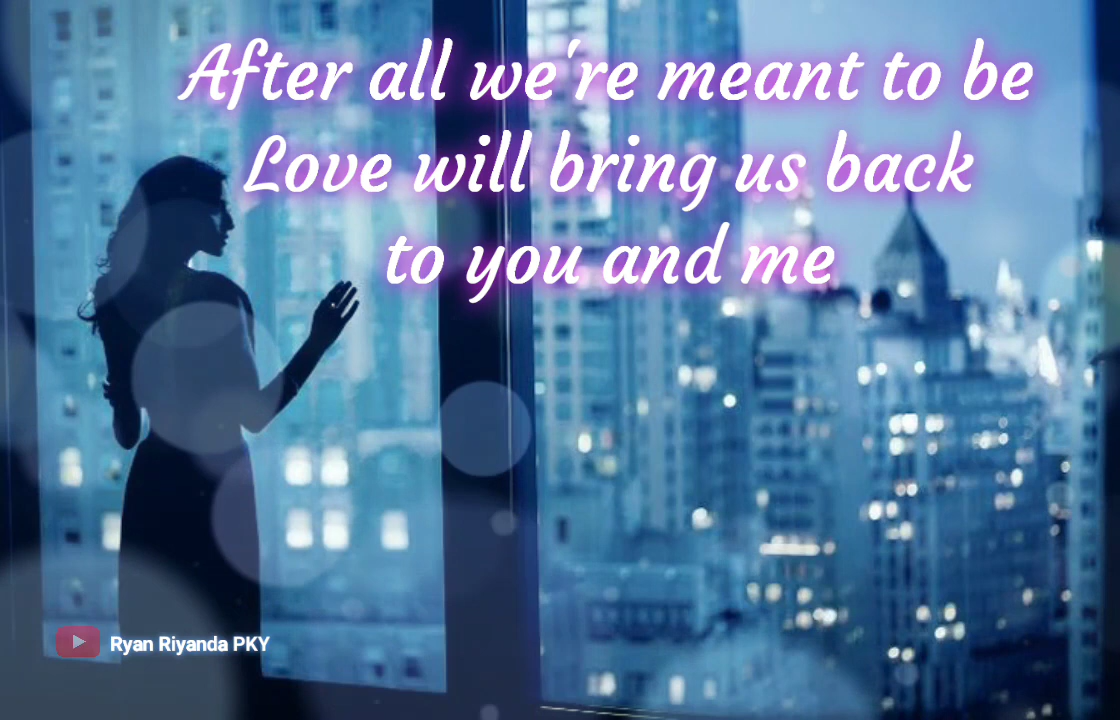 After all we're meant to be
Love will bring us back
to you and me
Ryan Riyanda PKY